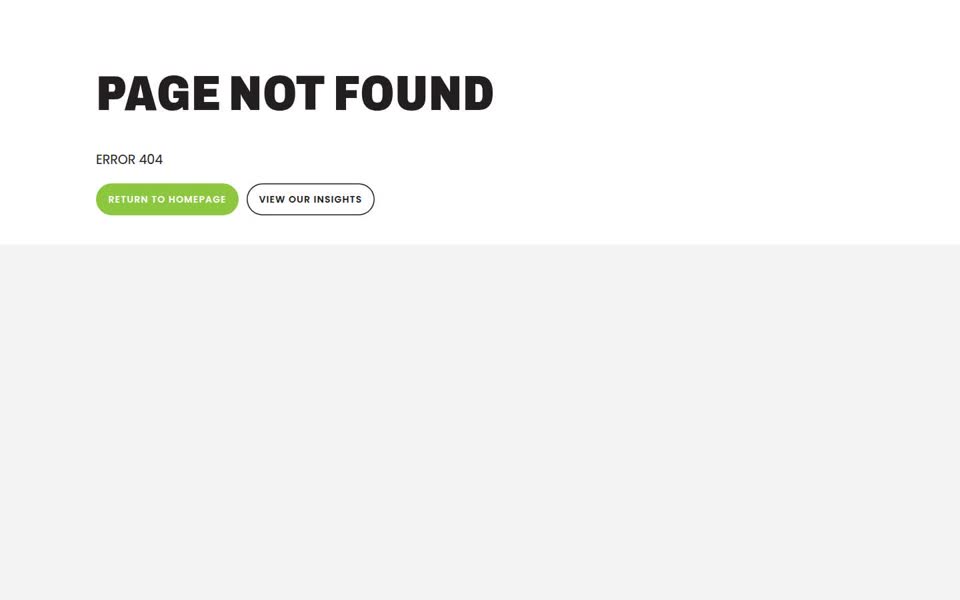 PAGE NOT FOUND
ERROR 404
RETURN TO HOMEPAGE
VIEW OUR INSIGHTS